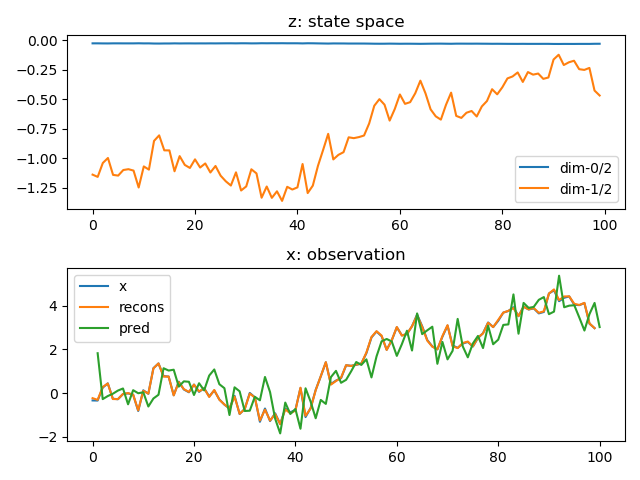 z: state space
0.00
-0.25
-0.50
-0.75
-1.00
-1.25
dim-0/2
dim-1/2
0 20 40 60 80 100
x: observation
x
recons
pred
4
2
0
−2
0 20 40 60 80 100